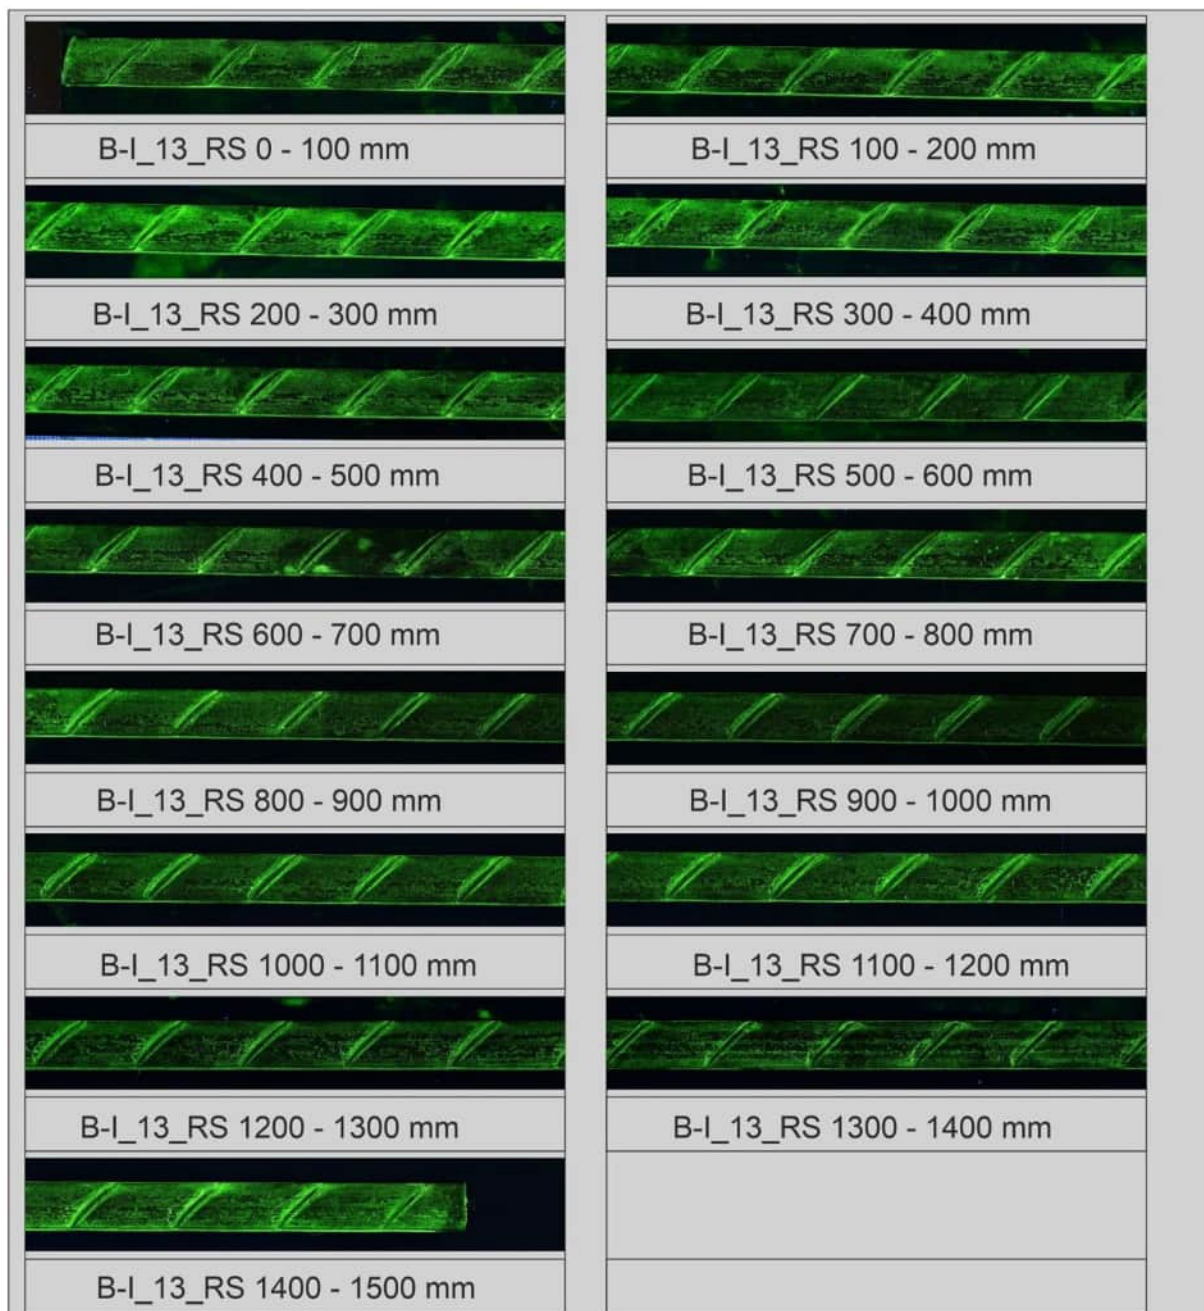 B-I_13_RS 0 - 100 mm
B-I_13_RS 100 - 200 mm
B-I_13_RS 200 - 300 mm
B-I_13_RS 300 - 400 mm
B-I_13_RS 400 - 500 mm
B-I_13_RS 500 - 600 mm
B-I_13_RS 600 - 700 mm
B-I_13_RS 700 - 800 mm
B-I_13_RS 800 - 900 mm
B-I_13_RS 900 - 1000 mm
B-I_13_RS 1000 - 1100 mm
B-I_13_RS 1100 - 1200 mm
B-I_13_RS 1200 - 1300 mm
B-I_13_RS 1300 - 1400 mm
B-I_13_RS 1400 - 1500 mm